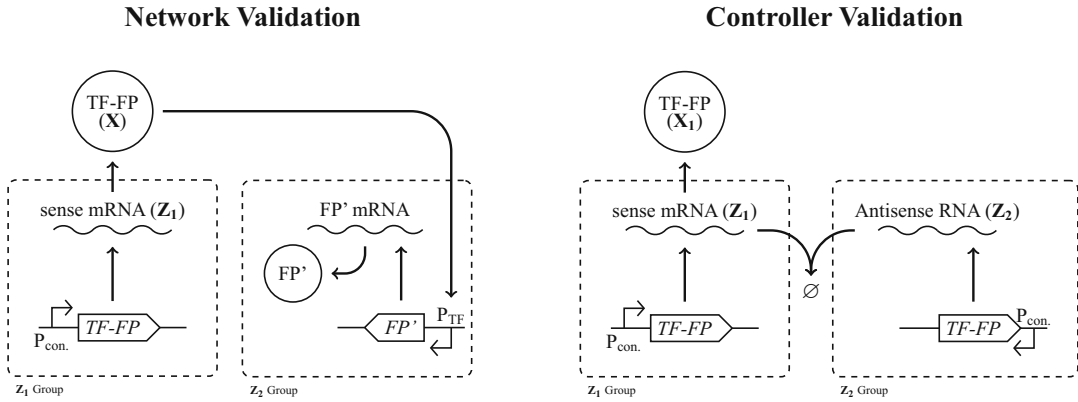 Network Validation
TF-FP
(X)
sense mRNA (Z1)
TF-FP
Pcon.
Z1 Group
FP' mRNA
FP'
FP'
PTF
Z2 Group
Controller Validation
TF-FP
(X1)
sense mRNA (Z1)
TF-FP
Pcon.
Z1 Group
∅
Antisense RNA (Z2)
TF-FP
Pcon.
Z2 Group